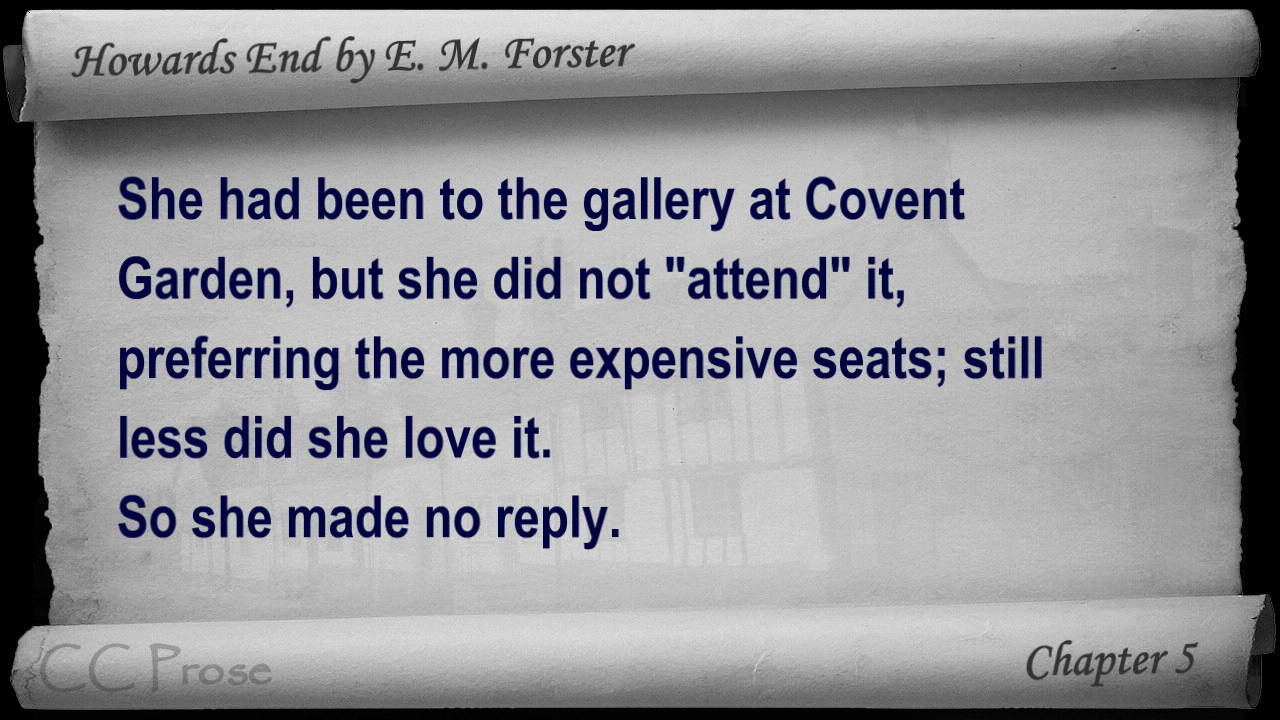 Howards End by E. M. Forster
She had been to the gallery at Covent
Garden, but she did not "attend" it,
preferring the more expensive seats; still
less did she love it.
So she made no reply.
CC Prose
Chapter 5